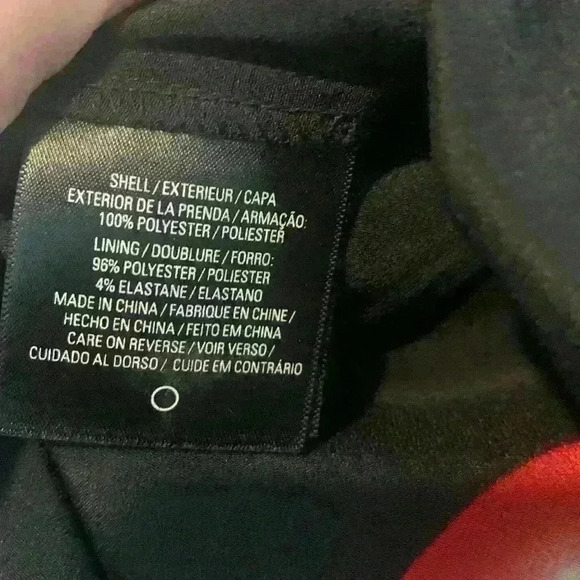 SHELL / EXTERIEUR / CAPA
EXTERIOR DE LA PRENDA / ARMAÇÃO:
100% POLYESTER / POLIESTER
LINING / DOUBLURE / FORRO:
96% POLYESTER / POLIESTER
4% ELASTANE / ELASTANO
MADE IN CHINA / FABRIQUE EN CHINE /
HECHO EN CHINA / FEITO EM CHINA
CARE ON REVERSE / VOIR VERSO /
CUIDADO AL DORSO / CUIDE EM CONTRÁRIO